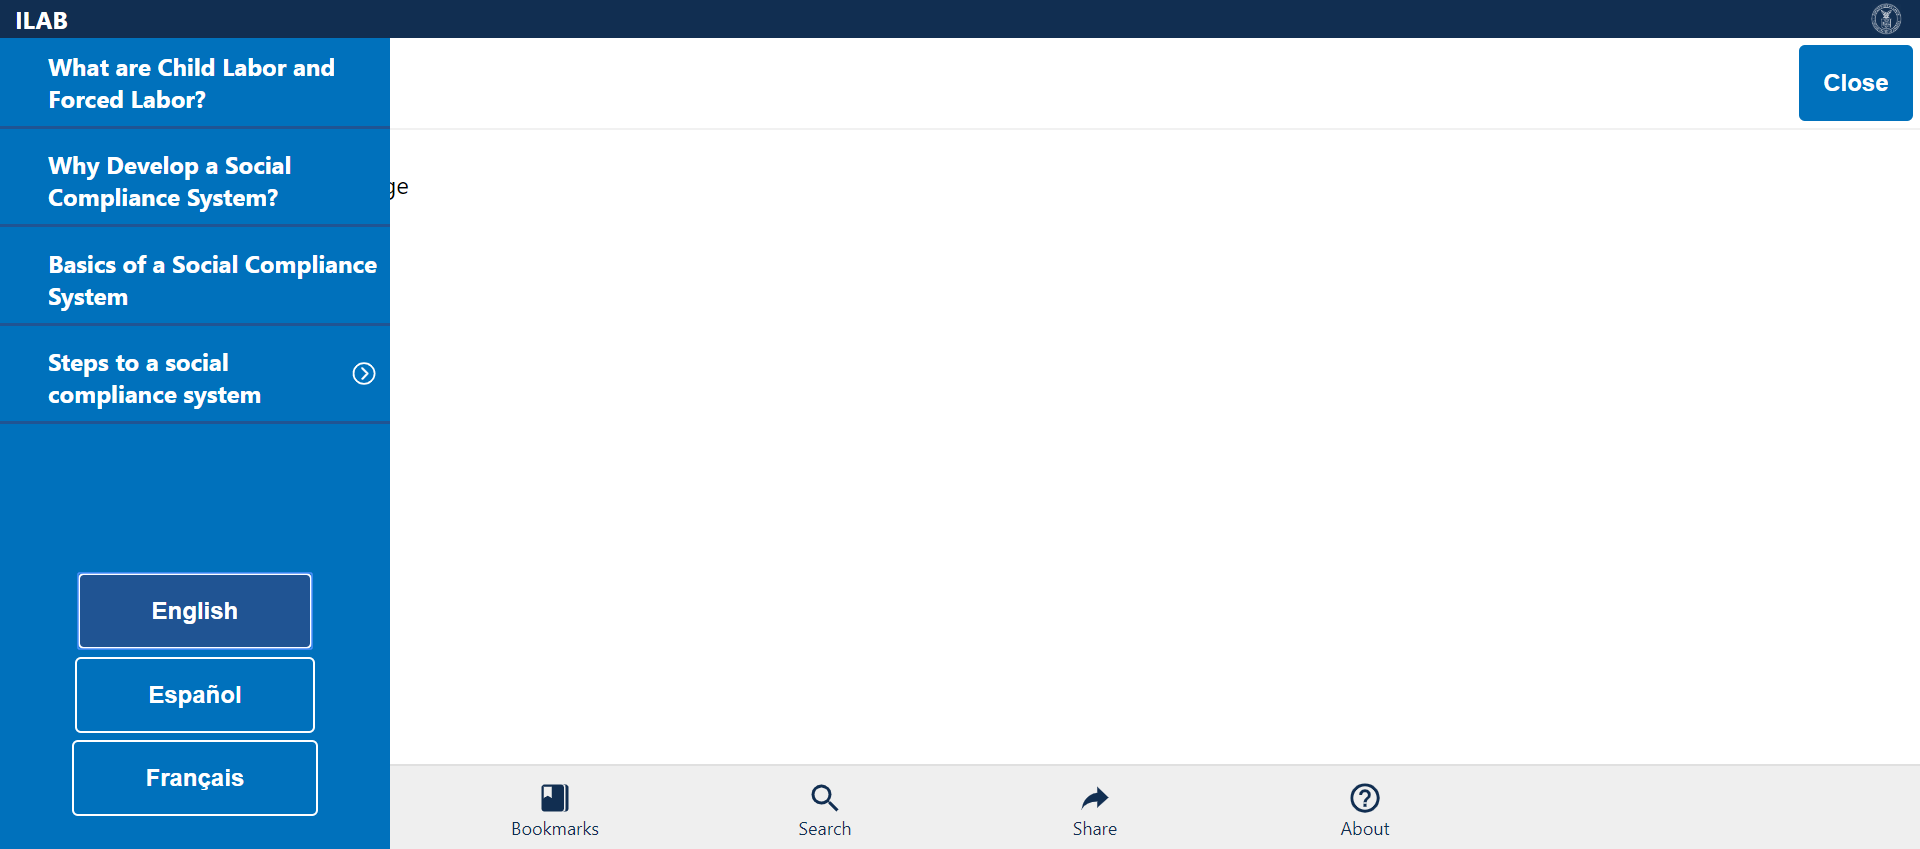 ILAB
What are Child Labor and
Forced Labor?
Close
Why Develop a Social
Compliance System?
ge
Basics of a Social Compliance
System
Steps to a social
compliance system
English
Español
Français
Bookmarks
Search
Share
About